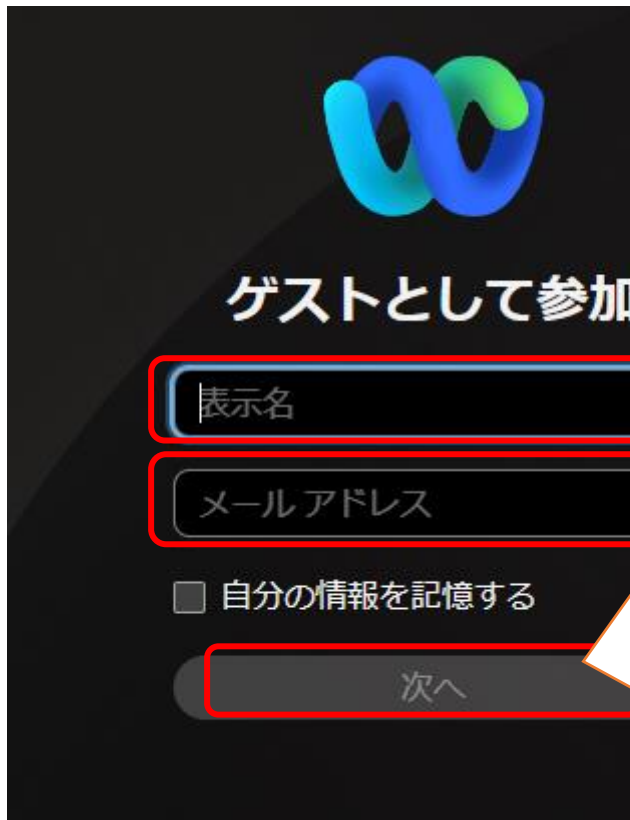 ゲストとして参加
表示名
メール アドレス
自分の情報を記憶する
次へ